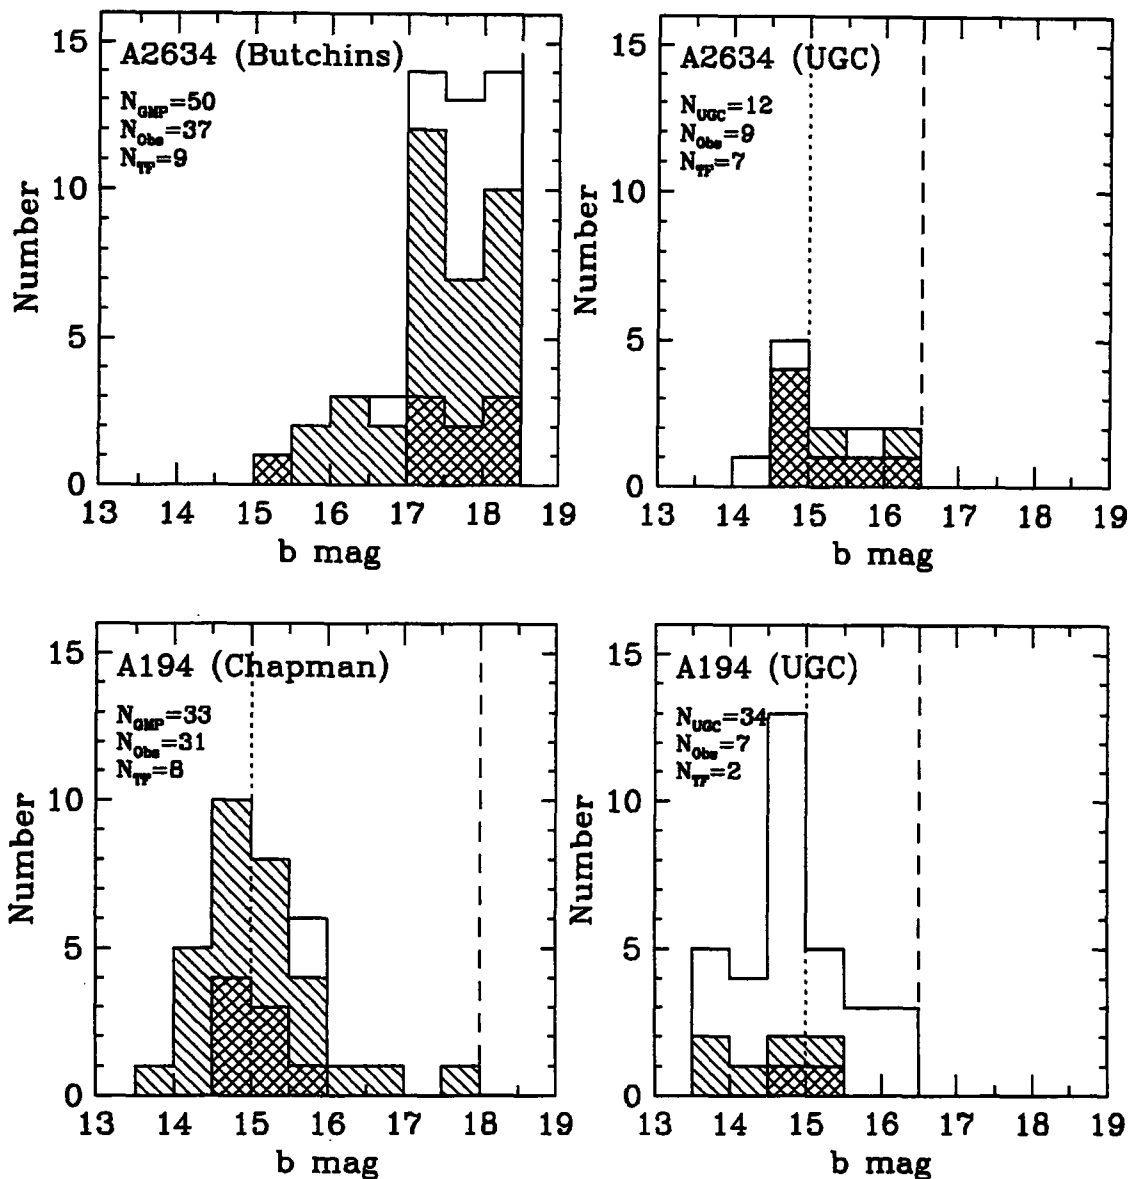 A2634 (Butchins)
N_GMP=50
N_Obs=37
N_TF=9
15
10
5
0
Number
13 14 15 16 17 18 19
b mag
A2634 (UGC)
N_UGC=12
N_Obs=9
N_TF=7
15
10
5
0
Number
13 14 15 16 17 18 19
b mag
A194 (Chapman)
N_GMP=33
N_Obs=31
N_TF=8
15
10
5
0
Number
13 14 15 16 17 18 19
b mag
A194 (UGC)
N_UGC=34
N_Obs=7
N_TF=2
15
10
5
0
Number
13 14 15 16 17 18 19
b mag